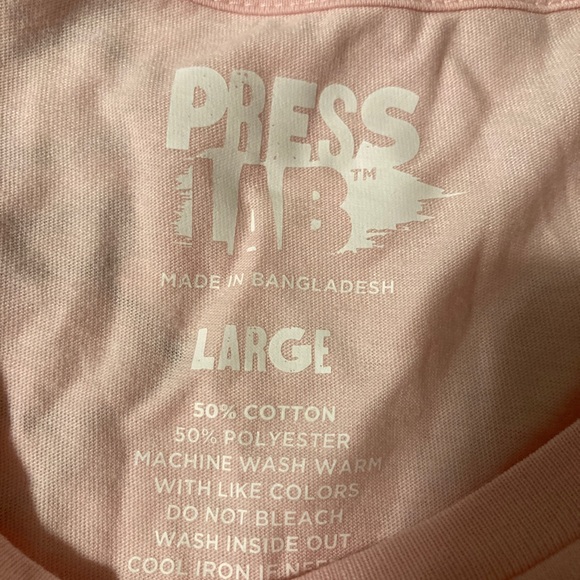 PRESS
LAB™
MADE IN BANGLADESH
LARGE
50% COTTON
50% POLYESTER
MACHINE WASH WARM
WITH LIKE COLORS
DO NOT BLEACH
WASH INSIDE OUT
COOL IRON IF